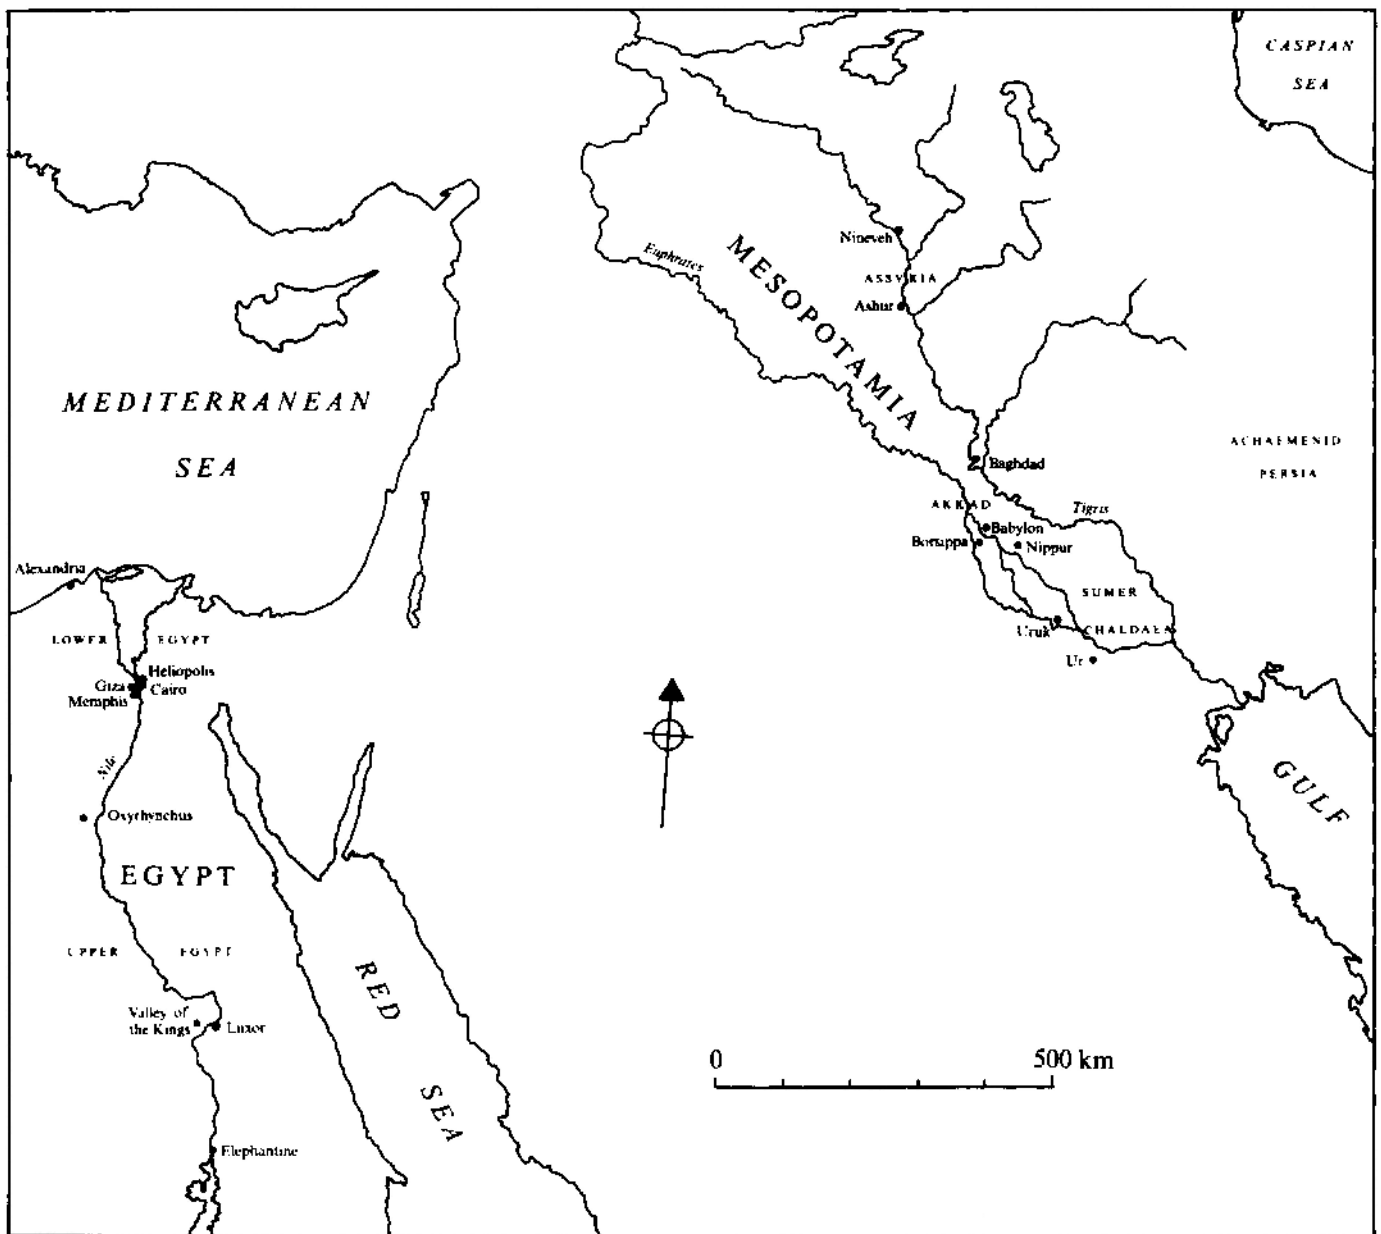 CASPIAN
SEA
Nineveh
Euphrates
MESOPOTAMIA
ASSYRIA
Ashur
MEDITERRANEAN
SEA
ACHAEMENID
PERSIA
Baghdad
AKKAD
Tigris
Babylon
Borsippa
Nippur
Alexandria
SUMER
LOWER EGYPT
Uruk
CHALDAEA
Ur
Heliopolis
Giza
Cairo
Memphis
Nile
GULF
Oxyrhynchus
EGYPT
UPPER EGYPT
RED
SEA
Valley of
the Kings
Luxor
0 500 km
Elephantine